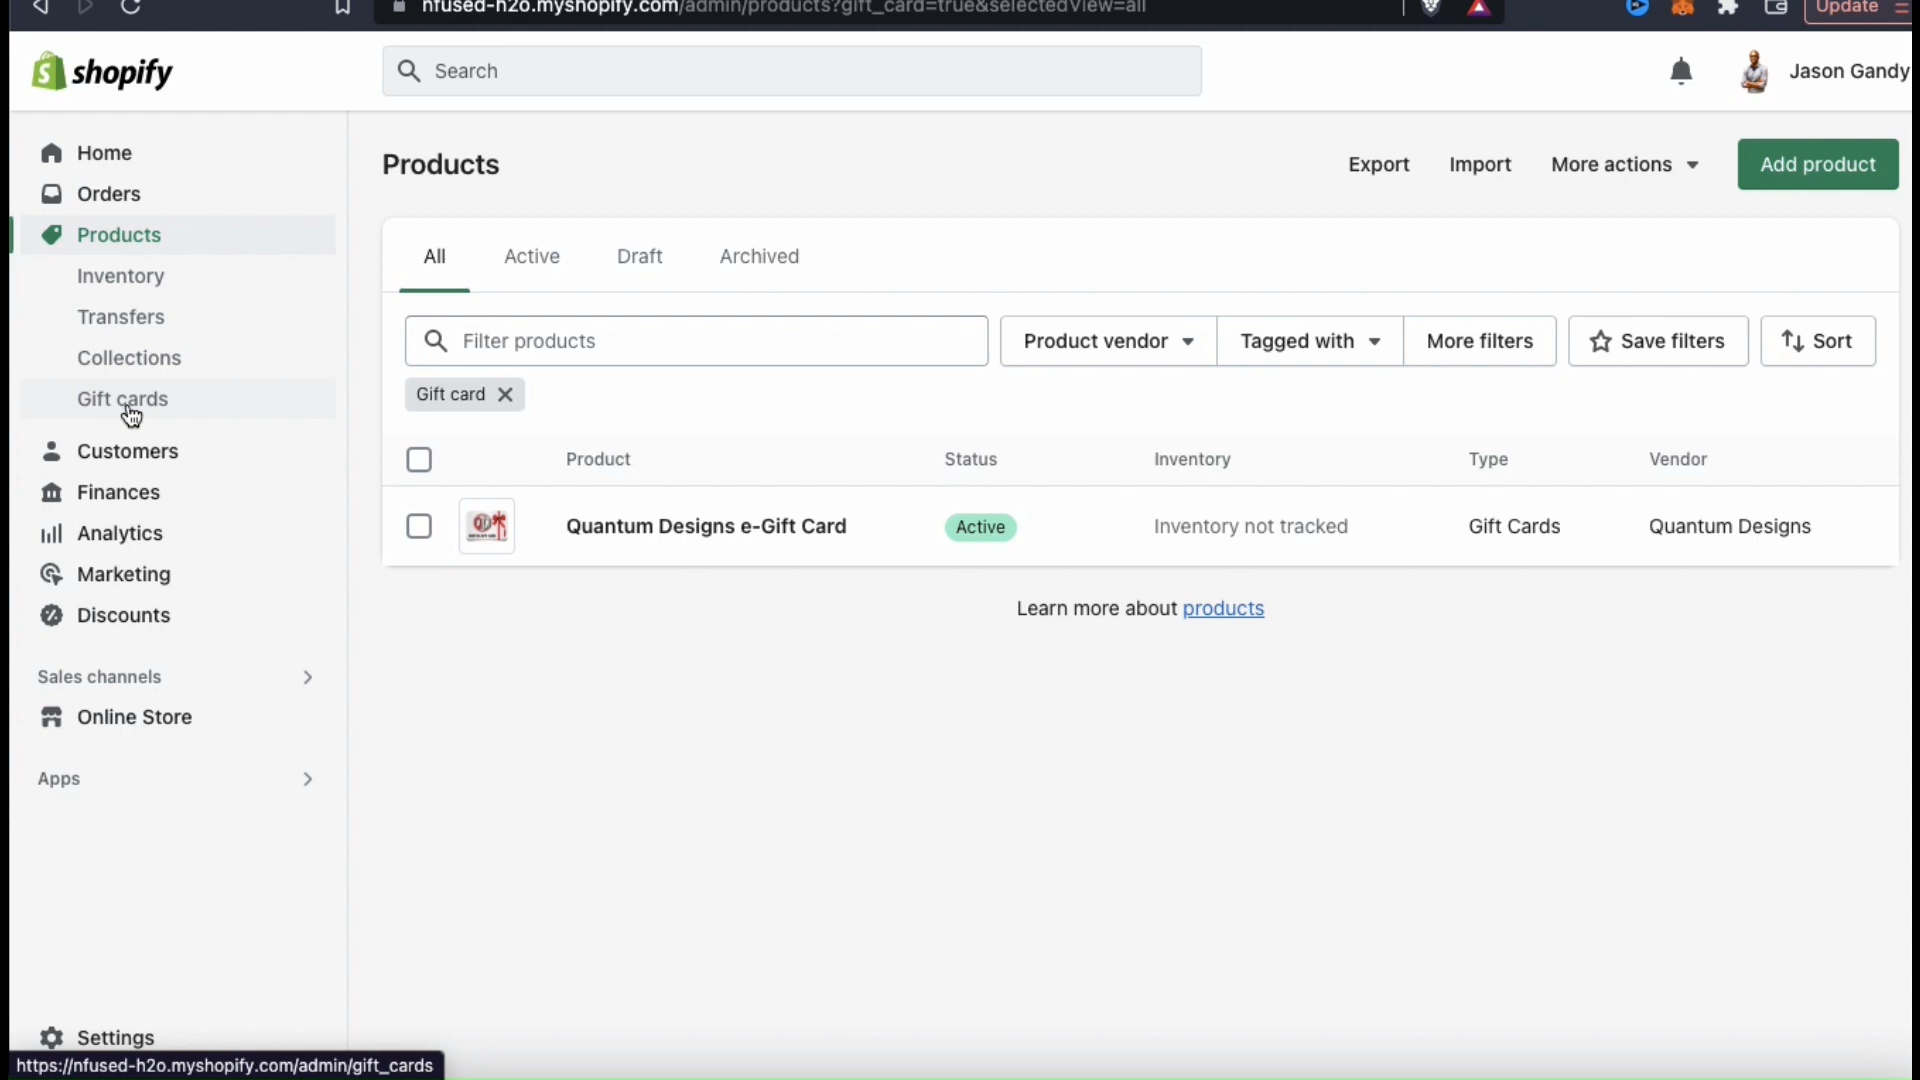 nfused-h2o.myshopify.com/admin/products?gift_card=true&selectedView=all
Update
shopify
Search
Jason Gandy
Home
Orders
Products
Inventory
Transfers
Collections
Gift cards
Customers
Finances
Analytics
Marketing
Discounts
Sales channels
Online Store
Apps
Settings
Products
Export Import More actions Add product
All Active Draft Archived
Filter products Product vendor Tagged with More filters Save filters Sort
Gift card
Product Status Inventory Type Vendor
Quantum Designs e-Gift Card Active Inventory not tracked Gift Cards Quantum Designs
Learn more about products
https://nfused-h2o.myshopify.com/admin/gift_cards